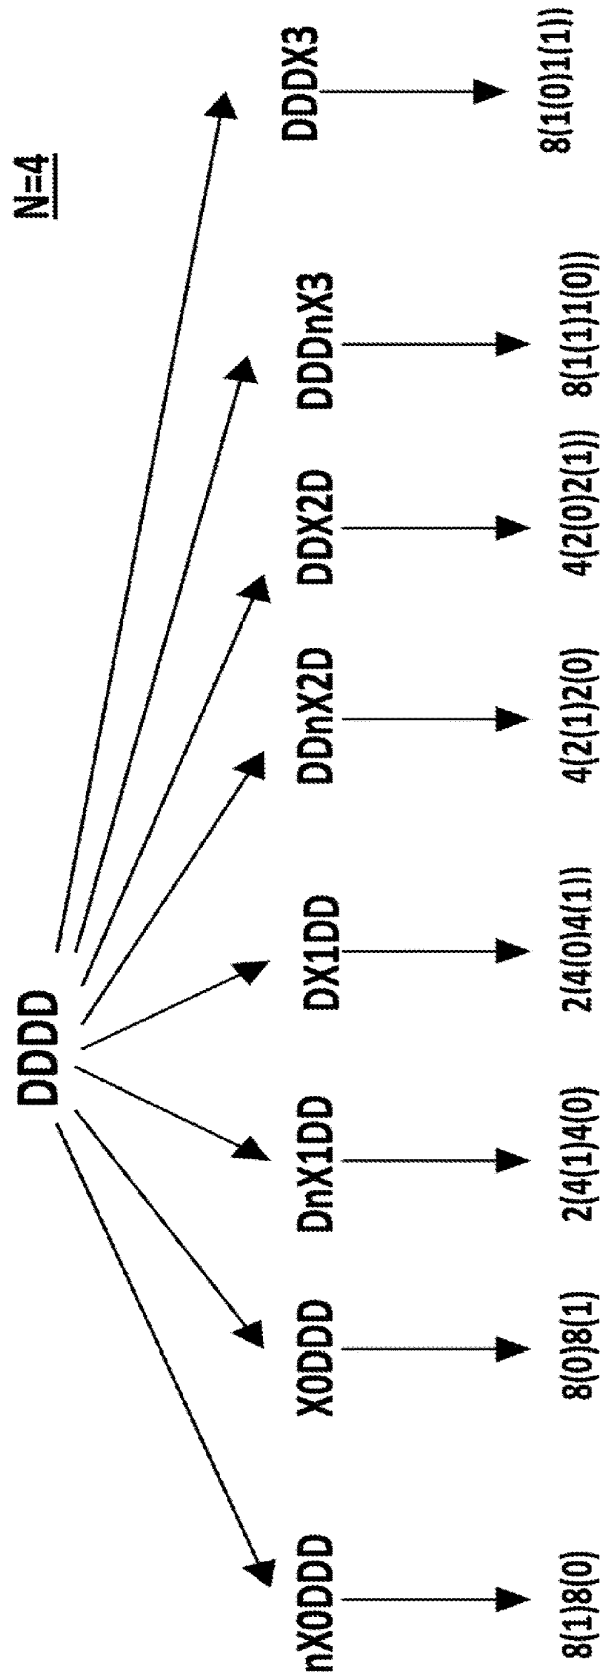 N=4
DDDD
nX0DDD
X0DDD
DnX1DD
DX1DD
DDnX2D
DDX2D
DDDnX3
DDDX3
8(1)8(0)
8(0)8(1)
2(4(1)4(0)
2(4(0)4(1))
4(2(1)2(0)
4(2(0)2(1))
8(1(1)1(0))
8(1(0)1(1))